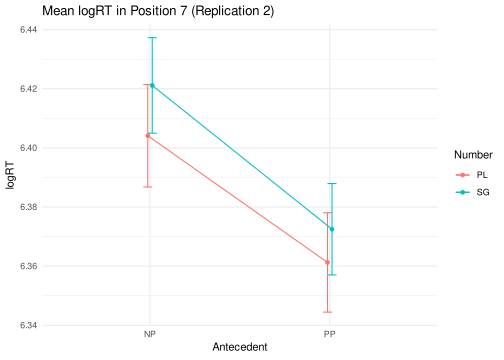 Mean logRT in Position 7 (Replication 2)
6.44
6.42
6.40
6.38
6.36
6.34
logRT
NP
PP
Antecedent
Number
PL
SG